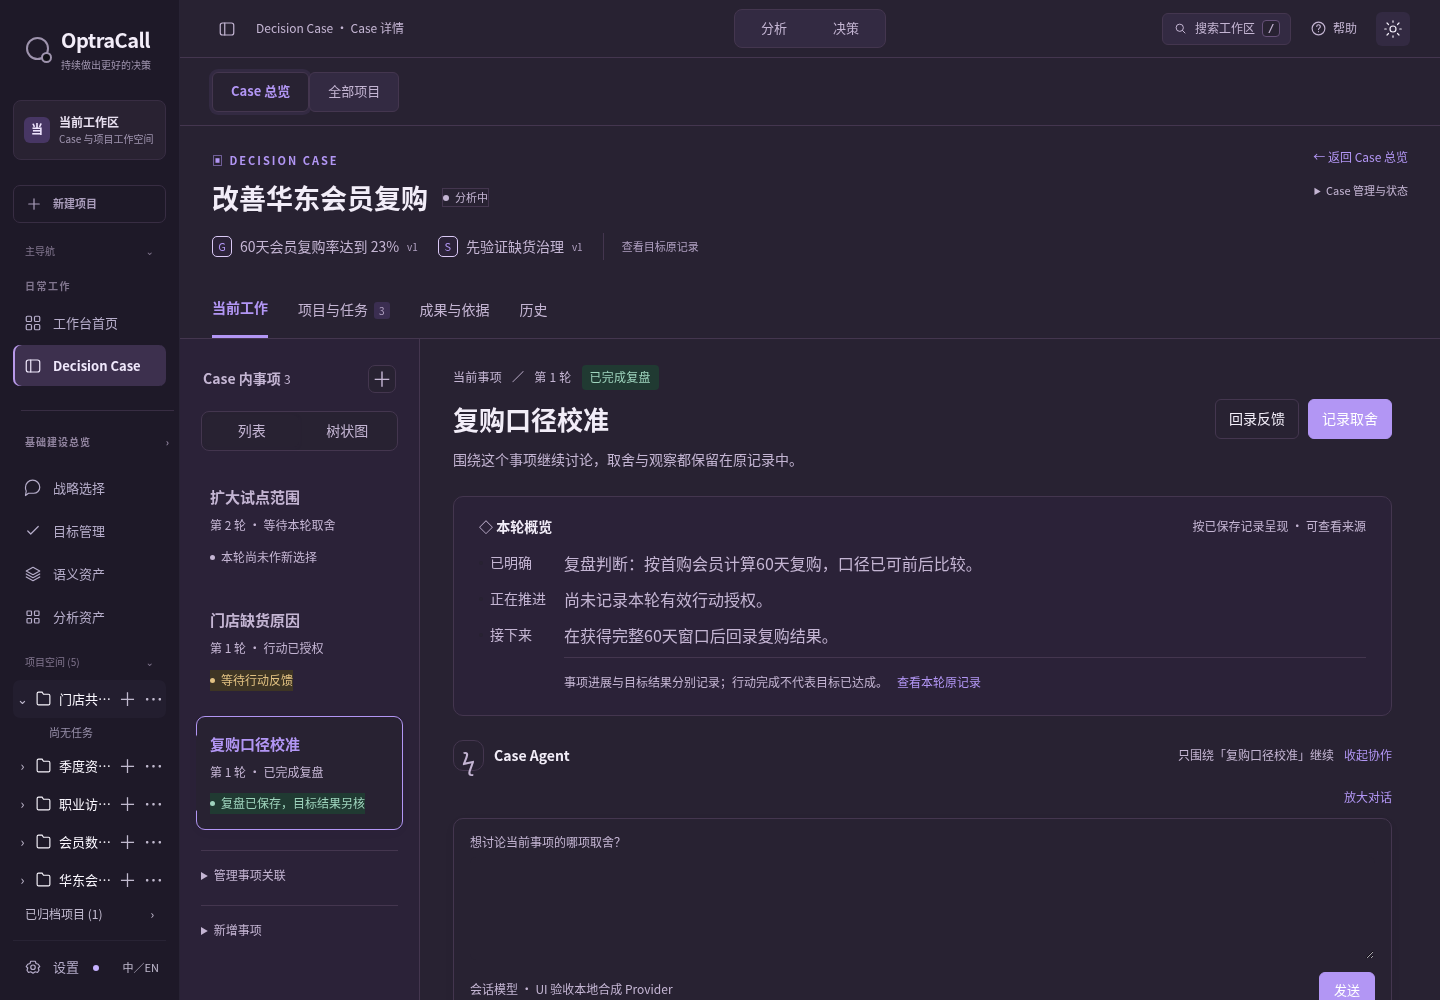 OptraCall
持续做出更好的决策
当
当前工作区
Case 与项目工作空间
新建项目
主导航
日常工作
工作台首页
Decision Case
基础建设总览
战略选择
目标管理
语义资产
分析资产
项目空间 (5)
门店共…
尚无任务
季度资…
职业访…
会员数…
华东会…
已归档项目 (1)
设置
中／EN
Decision Case · Case 详情
分析
决策
搜索工作区 /
帮助
Case 总览
全部项目
DECISION CASE
改善华东会员复购
分析中
G 60天会员复购率达到 23% v1
S 先验证缺货治理 v1
查看目标原记录
← 返回 Case 总览
▶ Case 管理与状态
当前工作
项目与任务 3
成果与依据
历史
Case 内事项 3
列表
树状图
扩大试点范围
第 2 轮 · 等待本轮取舍
本轮尚未作新选择
门店缺货原因
第 1 轮 · 行动已授权
等待行动反馈
复购口径校准
第 1 轮 · 已完成复盘
复盘已保存，目标结果另核
▶ 管理事项关联
▶ 新增事项
当前事项 ／ 第 1 轮 已完成复盘
复购口径校准
回录反馈
记录取舍
围绕这个事项继续讨论，取舍与观察都保留在原记录中。
◇ 本轮概览
按已保存记录呈现 · 可查看来源
已明确 复盘判断：按首购会员计算60天复购，口径已可前后比较。
正在推进 尚未记录本轮有效行动授权。
接下来 在获得完整60天窗口后回录复购结果。
事项进展与目标结果分别记录；行动完成不代表目标已达成。 查看本轮原记录
Case Agent
只围绕「复购口径校准」继续 收起协作
放大对话
想讨论当前事项的哪项取舍？
会话模型 · UI 验收本地合成 Provider
发送